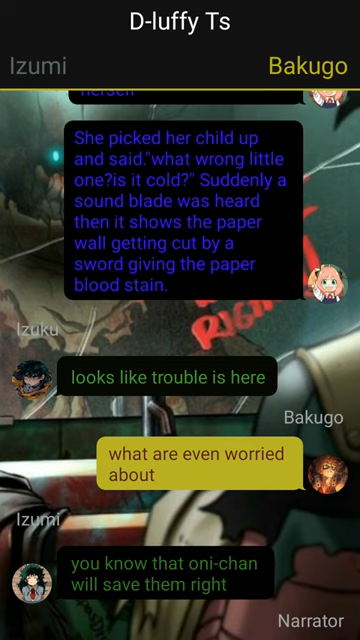 D-luffy Ts
Izumi
Bakugo
herself
She picked her child up
and said."what wrong little
one?is it cold?" Suddenly a
sound blade was heard
then it shows the paper
wall getting cut by a
sword giving the paper
blood stain.
RIGH
Izuku
looks like trouble is here
Bakugo
what are even worried
about
Izumi
you know that oni-chan
will save them right
Narrator